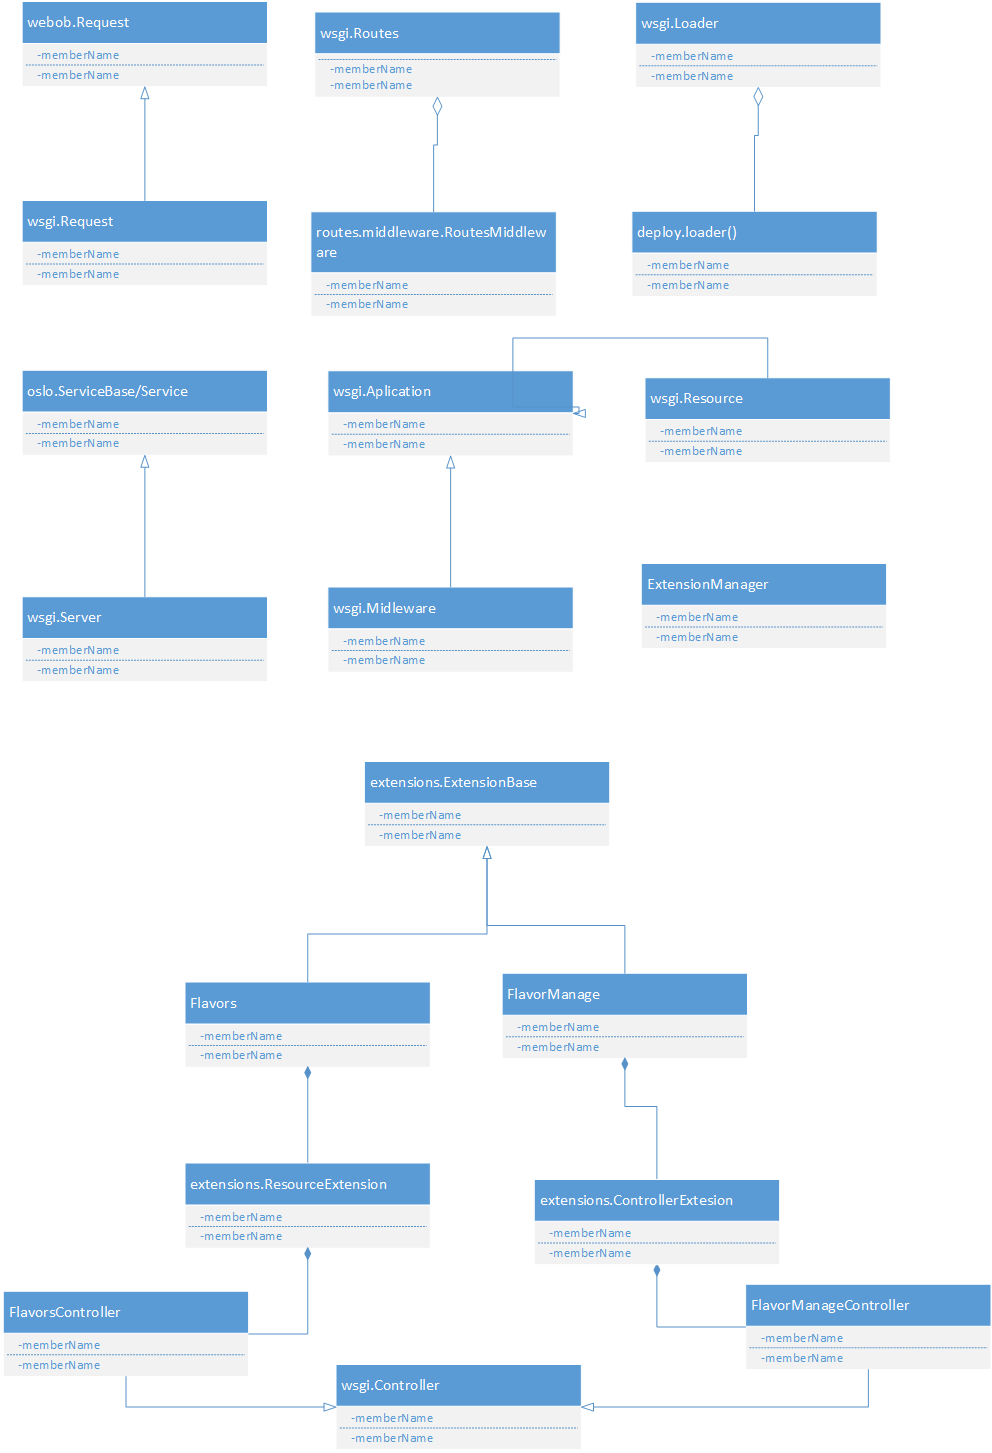 webob.Request
-memberName
-memberName
wsgi.Routes
-memberName
-memberName
wsgi.Loader
-memberName
-memberName
wsgi.Request
-memberName
-memberName
routes.middleware.RoutesMiddlew
are
-memberName
-memberName
deploy.loader()
-memberName
-memberName
oslo.ServiceBase/Service
-memberName
-memberName
wsgi.Aplication
-memberName
-memberName
wsgi.Resource
-memberName
-memberName
wsgi.Server
-memberName
-memberName
wsgi.Midleware
-memberName
-memberName
ExtensionManager
-memberName
-memberName
extensions.ExtensionBase
-memberName
-memberName
Flavors
-memberName
-memberName
FlavorManage
-memberName
-memberName
extensions.ResourceExtension
-memberName
-memberName
extensions.ControllerExtesion
-memberName
-memberName
FlavorsController
-memberName
-memberName
FlavorManageController
-memberName
-memberName
wsgi.Controller
-memberName
-memberName